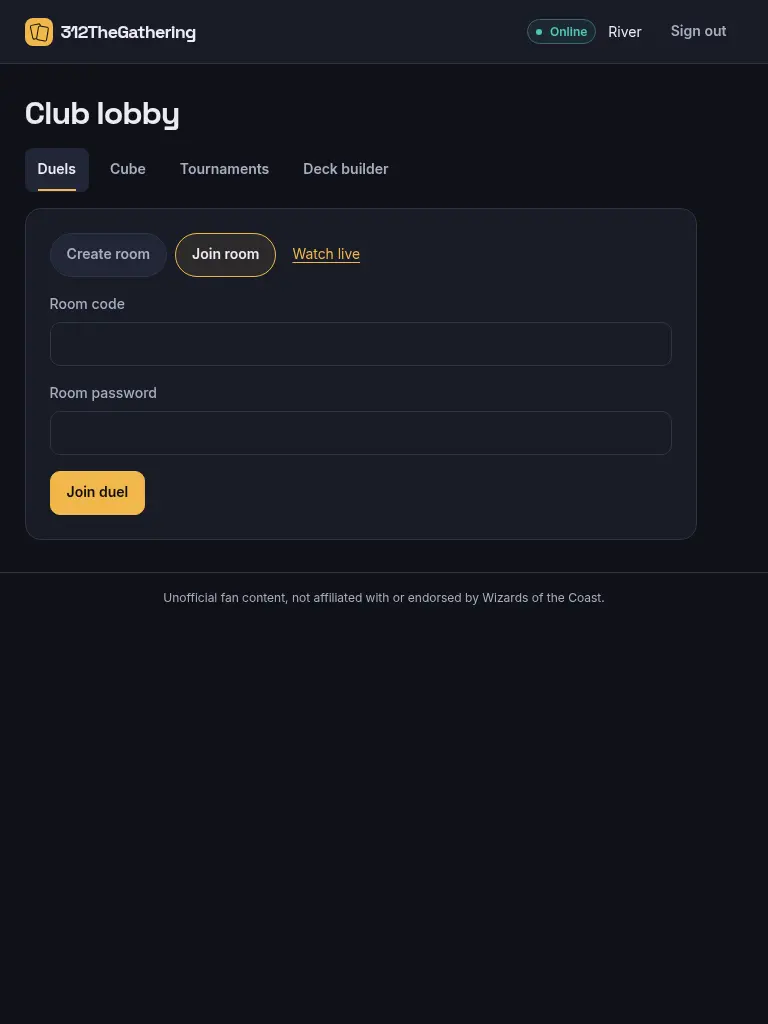 312TheGathering
Online
River
Sign out
Club lobby
Duels
Cube
Tournaments
Deck builder
Create room
Join room
Watch live
Room code
Room password
Join duel
Unofficial fan content, not affiliated with or endorsed by Wizards of the Coast.